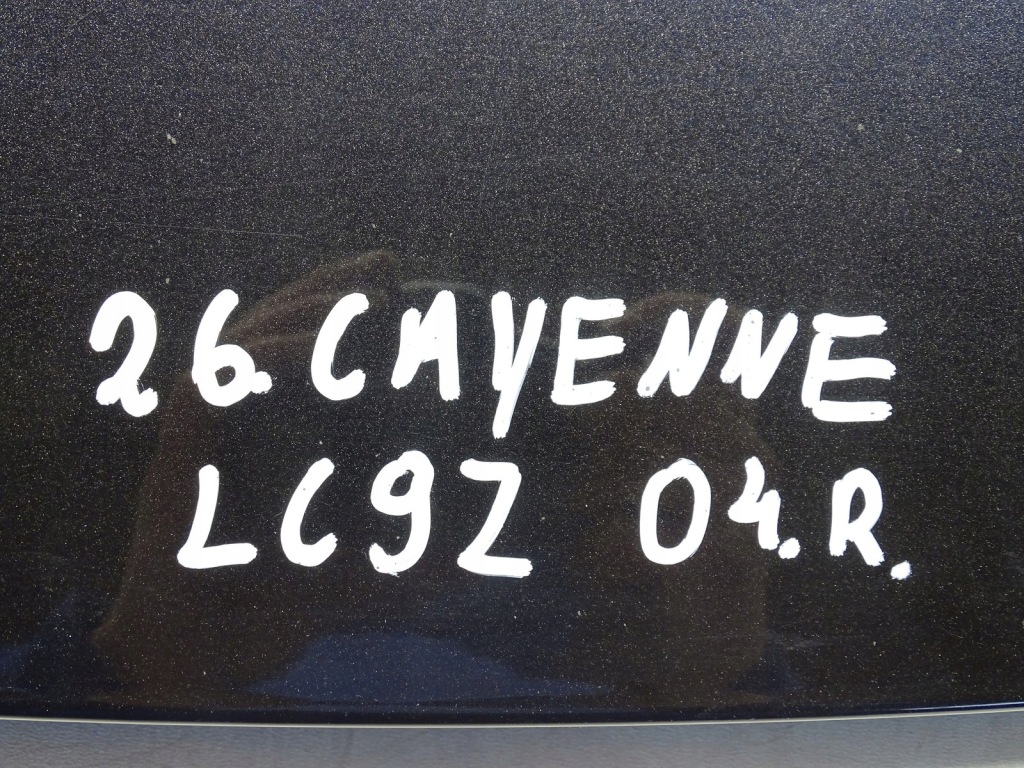 26. CAYENNE
LC9Z 04.R.